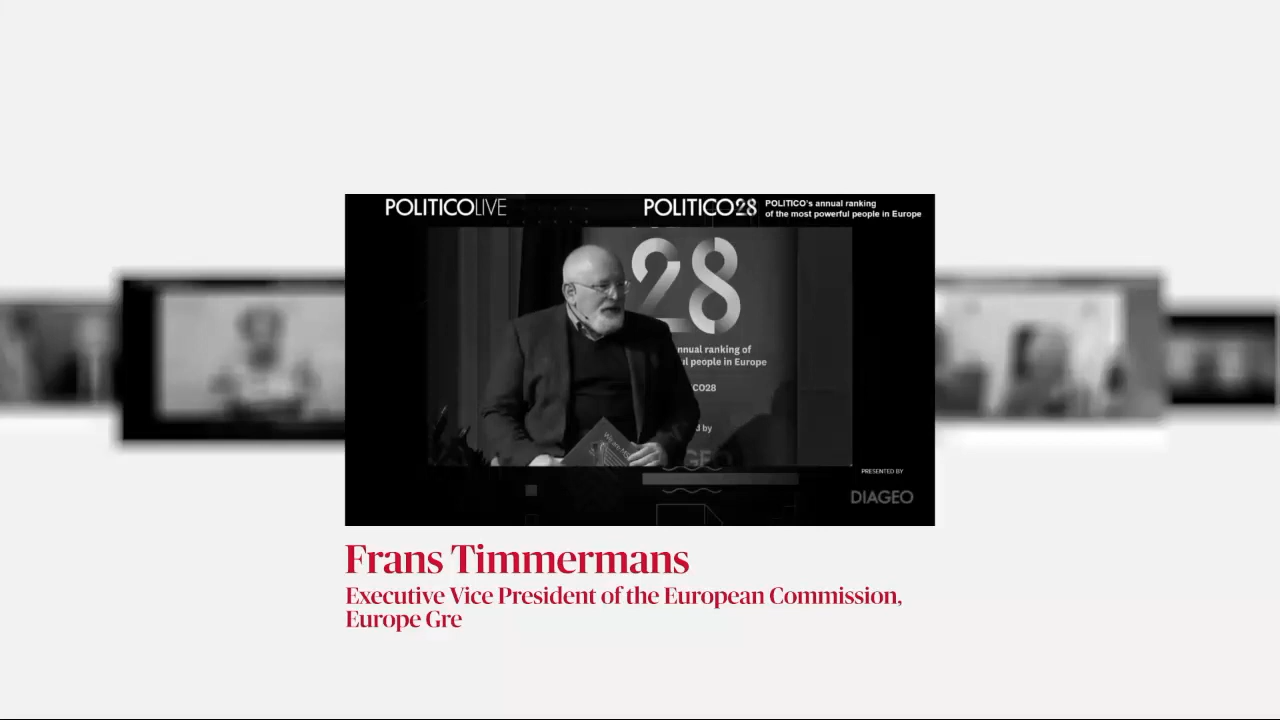 POLITICOLIVE
POLITICO28
POLITICO's annual ranking
of the most powerful people in Europe
28
annual ranking of
people in Europe
CO28
by
PRESENTED BY
DIAGEO
Frans Timmermans
Executive Vice President of the European Commission,
Europe Gre